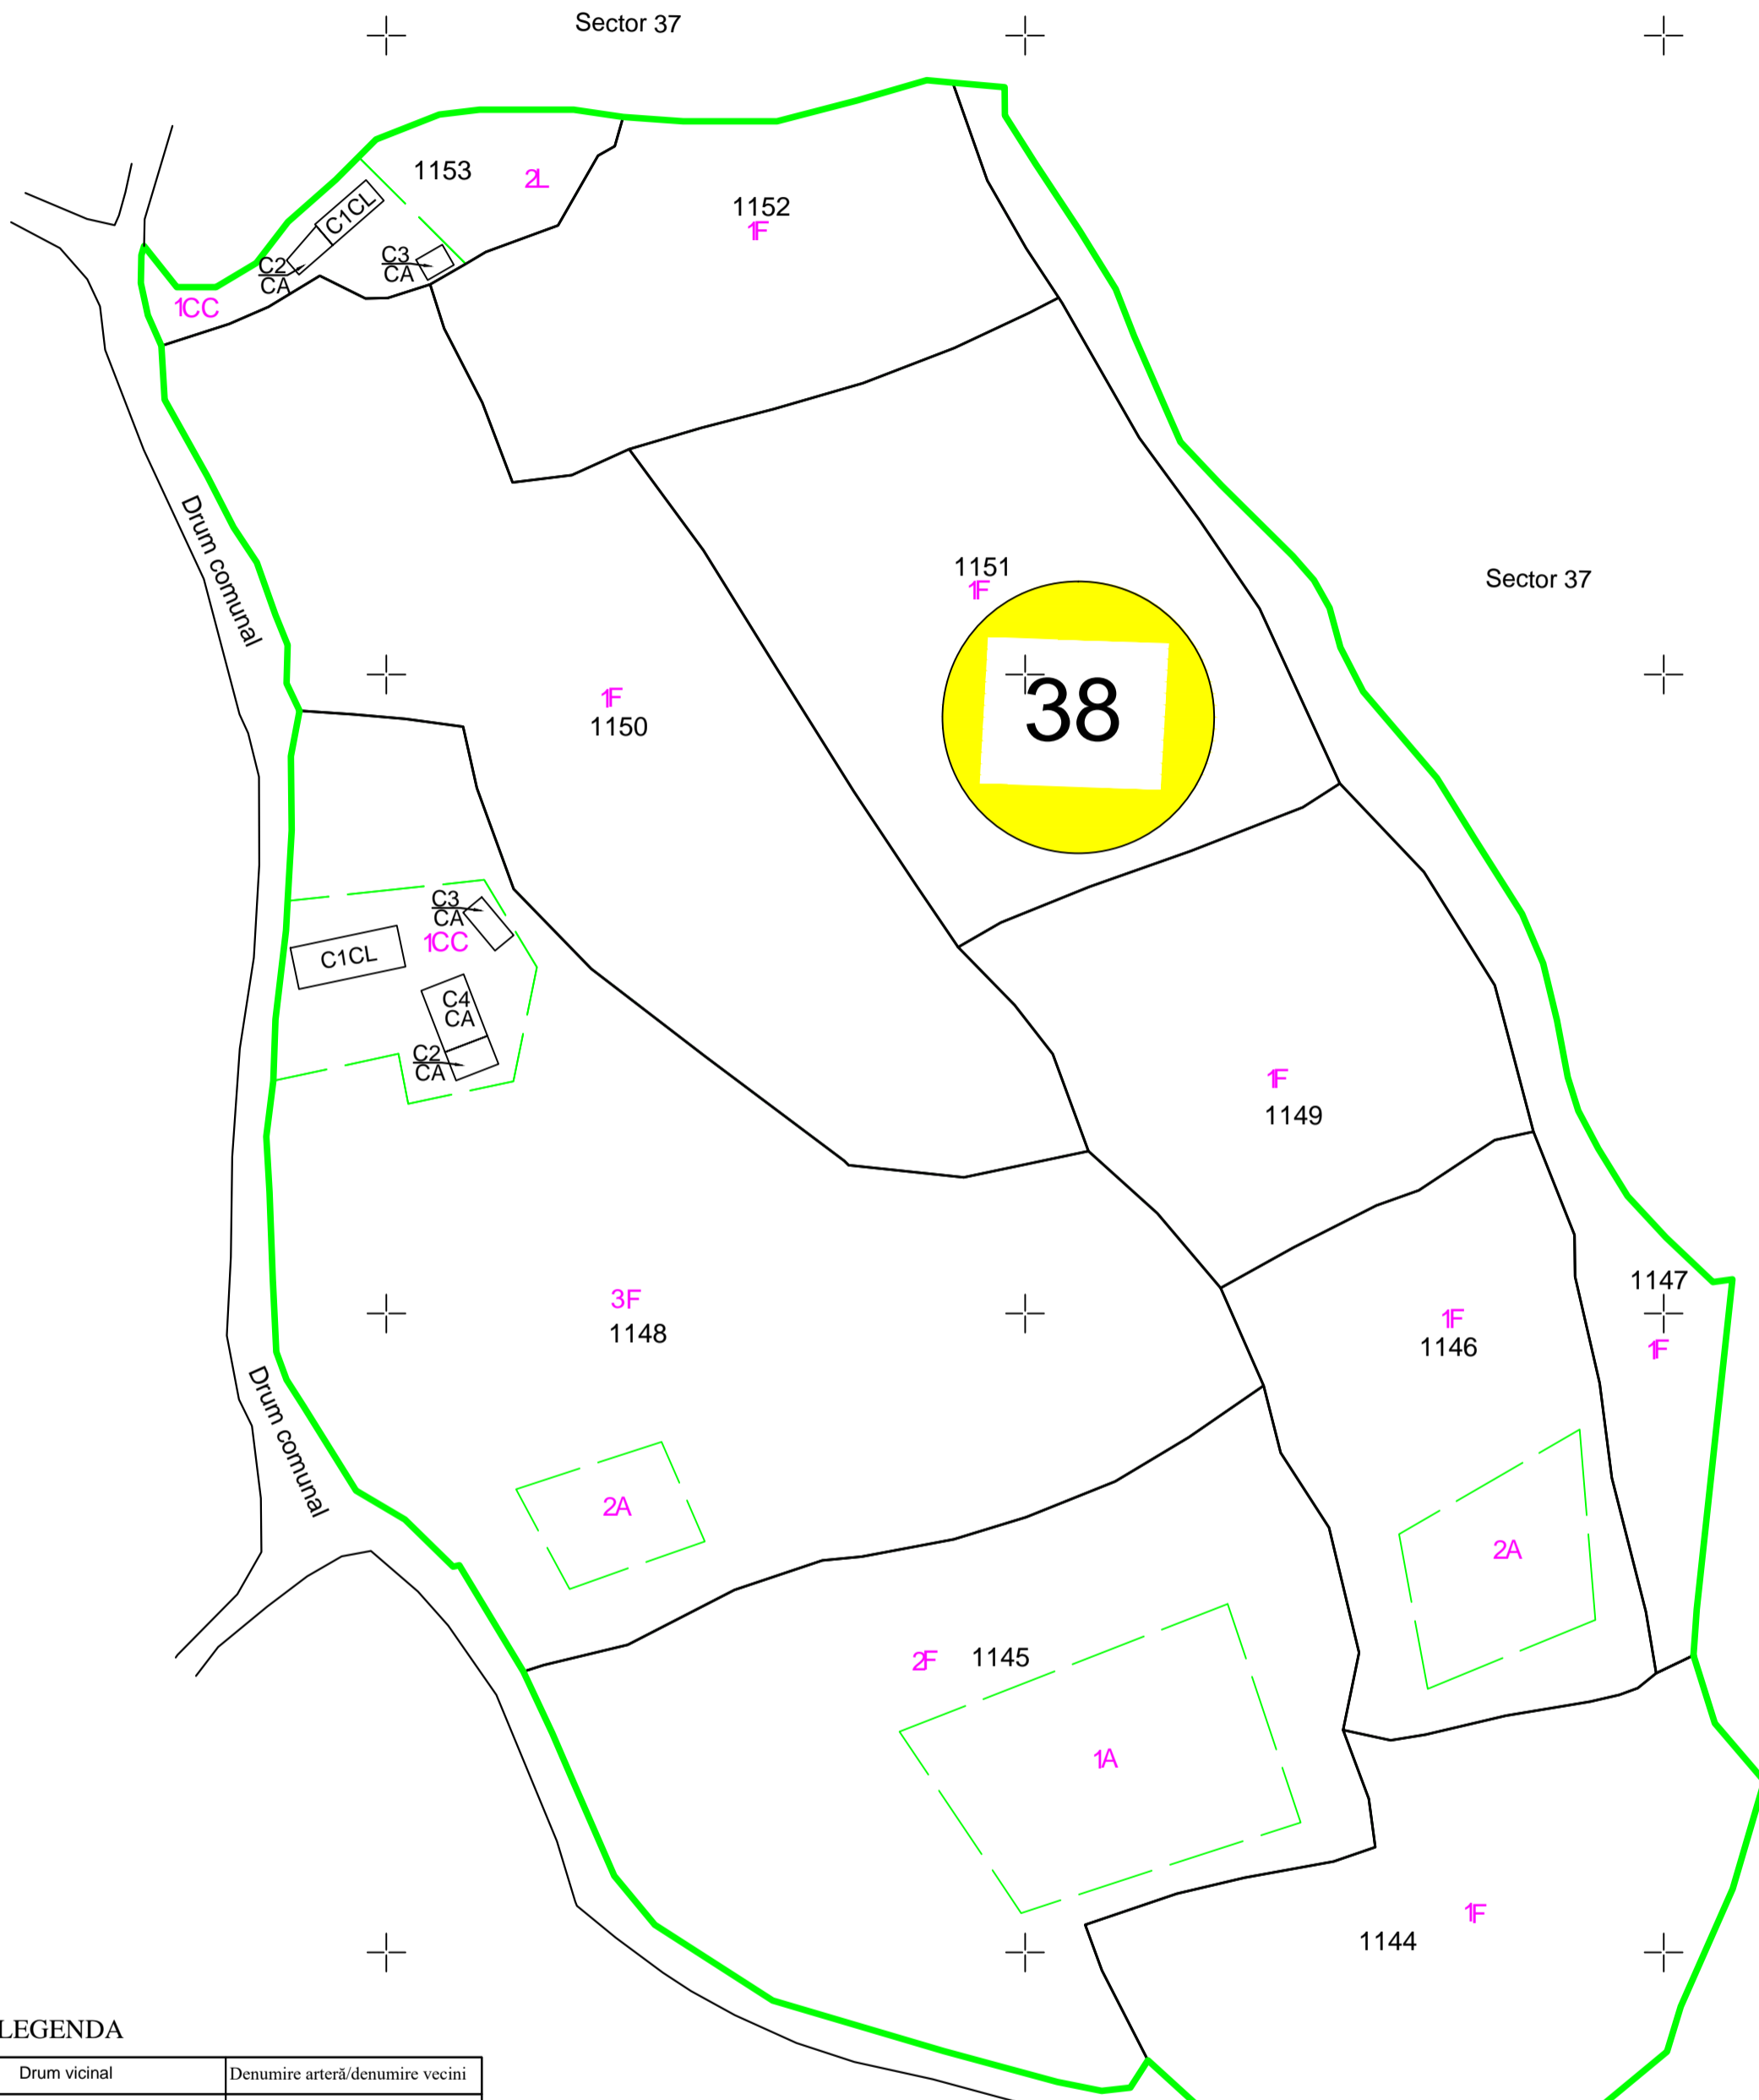 Sector 37
1153
2L
1152
1F
C1CL
C2
CA
C3
CA
1CC
Drum comunal
1151
1F
Sector 37
38
1F
1150
C3
CA
1CC
C1CL
C4
CA
C2
CA
1F
1149
1147
3F
1148
1F
1146
1F
Drum comunal
2A
2A
2F 1145
1A
1F
1144
LEGENDA
Drum vicinal
Denumire arteră/denumire vecini